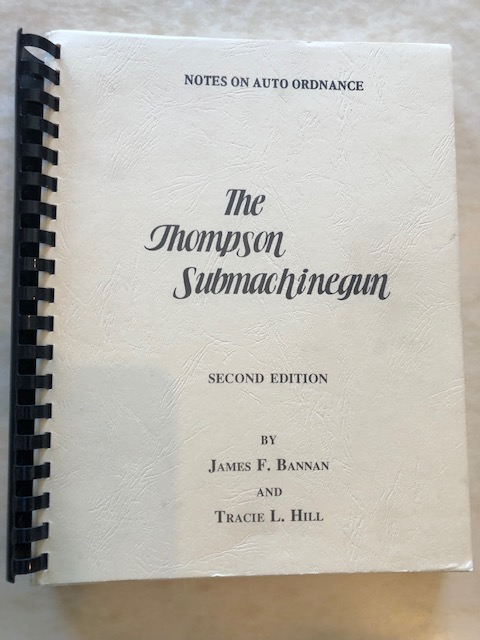 NOTES ON AUTO ORDNANCE
The
Thompson
Submachinegun
SECOND EDITION
BY
JAMES F. BANNAN
AND
TRACIE L. HILL